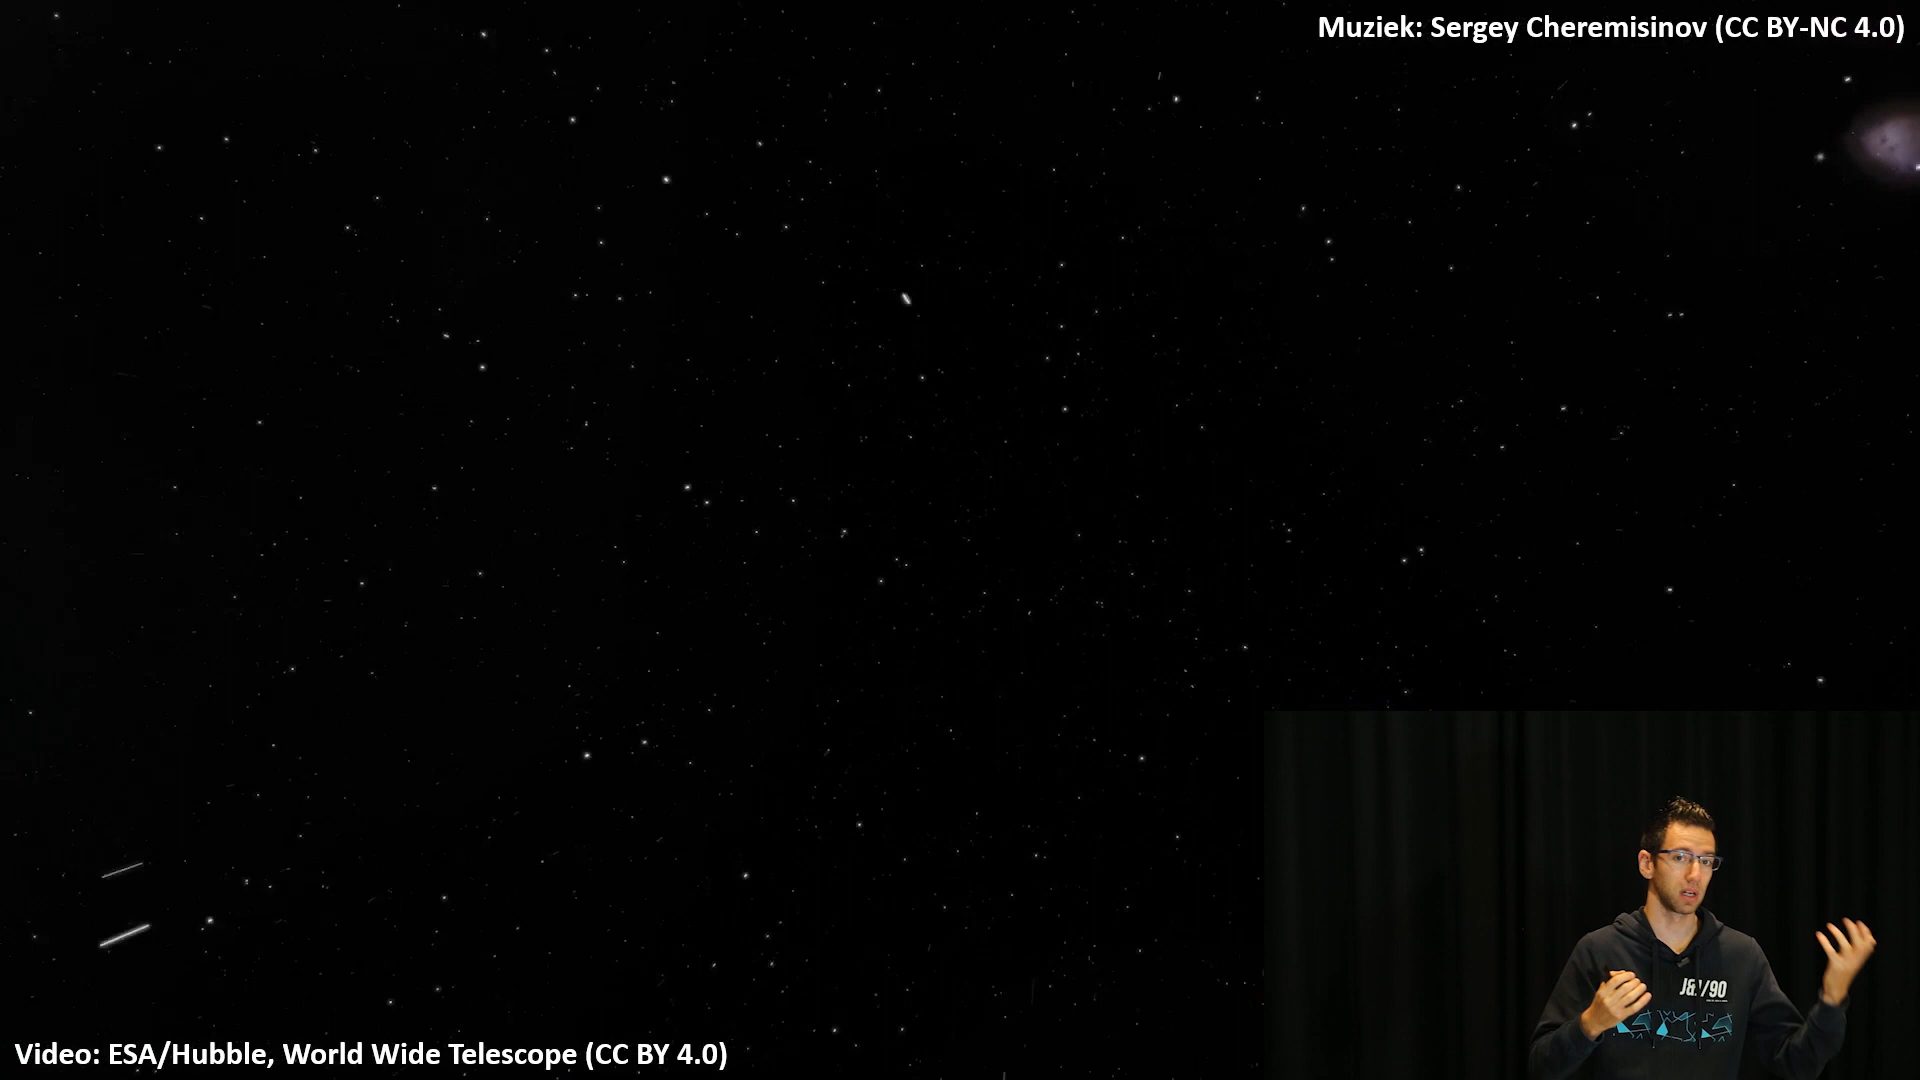 Muziek: Sergey Cheremisinov (CC BY-NC 4.0)
Video: ESA/Hubble, World Wide Telescope (CC BY 4.0)